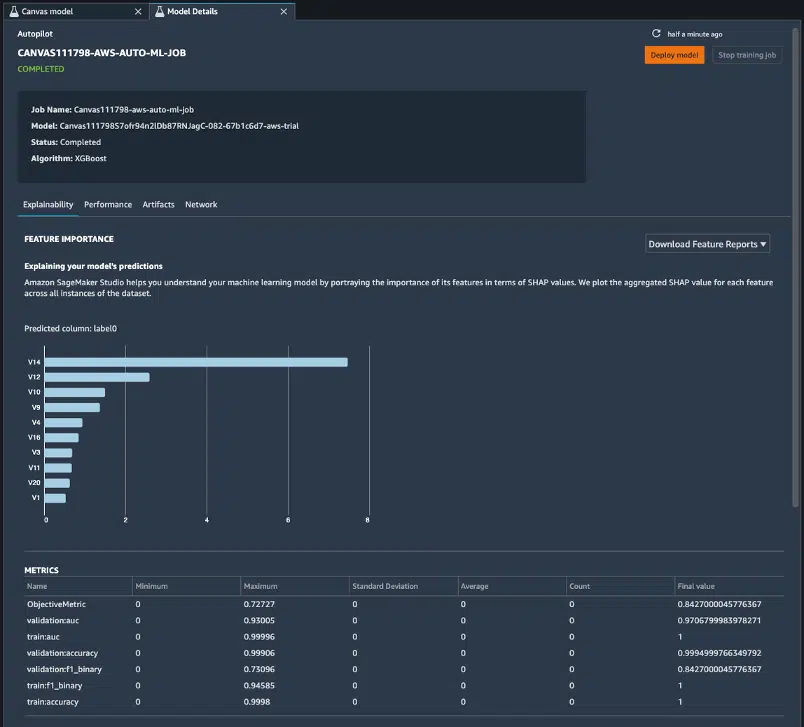 Canvas model
Model Details
Autopilot
half a minute ago
CANVAS111798-AWS-AUTO-ML-JOB
Deploy model
Stop training job
COMPLETED
Job Name: Canvas111798-aws-auto-ml-job
Model: Canvas11179857ofr94n2lDb87RNJagC-082-67b1c6d7-aws-trial
Status: Completed
Algorithm: XGBoost
Explainability Performance Artifacts Network
FEATURE IMPORTANCE
Download Feature Reports ▾
Explaining your model's predictions
Amazon SageMaker Studio helps you understand your machine learning model by portraying the importance of its features in terms of SHAP values. We plot the aggregated SHAP value for each feature
across all instances of the dataset.
Predicted column: label0
V14
V12
V10
V9
V4
V16
V3
V11
V20
V1
0 2 4 6 8
METRICS
Name Minimum Maximum Standard Deviation Average Count Final value
ObjectiveMetric 0 0.72727 0 0 0 0.8427000045776367
validation:auc 0 0.93005 0 0 0 0.9706799983978271
train:auc 0 0.99996 0 0 0 1
validation:accuracy 0 0.99906 0 0 0 0.9994999766349792
validation:f1_binary 0 0.73096 0 0 0 0.8427000045776367
train:f1_binary 0 0.94585 0 0 0 1
train:accuracy 0 0.9998 0 0 0 1